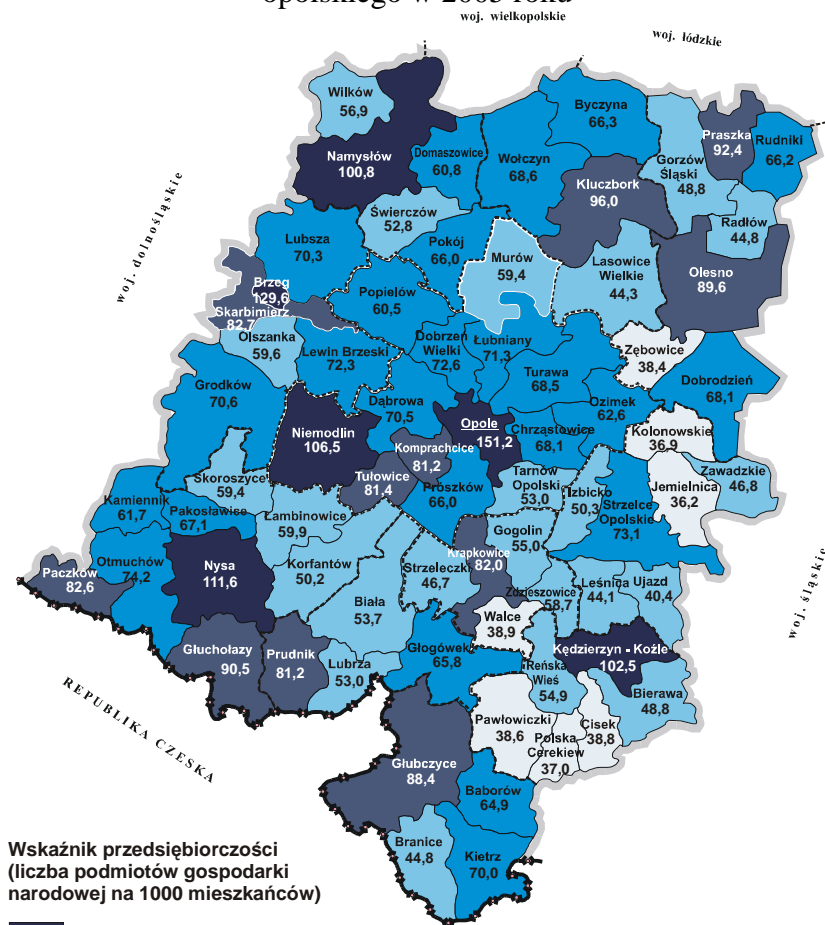 opolskiego w 2005 roku
woj. wielkopolskie
woj. łódzkie
Wilków
56,9
Byczyna
66,3
Praszka
92,4
Rudniki
66,2
Namysłów
100,8
Domaszowice
60,8
Wołczyn
68,6
Gorzów
Śląski
48,8
Kluczbork
96,0
Świerczów
52,8
Radłów
44,8
woj. dolnośląskie
Lubsza
70,3
Pokój
66,0
Murów
59,4
Lasowice
Wielkie
44,3
Olesno
89,6
Brzeg
129,6
Skarbimierz
82,7
Popielów
60,5
Olszanka
59,6
Lewin Brzeski
72,3
Dobrzeń
Wielki
72,6
Łubniany
71,3
Zębowice
38,4
Turawa
68,5
Dobrodzień
68,1
Grodków
70,6
Dąbrowa
70,5
Ozimek
62,6
Niemodlin
106,5
Opole
151,2
Chrząstowice
68,1
Kolonowskie
36,9
Komprachcice
81,2
Skoroszyce
59,4
Tułowice
81,4
Prószków
66,0
Tarnów
Opolski
53,0
Izbicko
50,3
Jemielnica
36,2
Zawadzkie
46,8
Kamiennik
61,7
Pakosławice
67,1
Łambinowice
59,9
Strzelce
Opolskie
73,1
Gogolin
55,0
Otmuchów
74,2
Nysa
111,6
Korfantów
50,2
Strzeleczki
46,7
Krapkowice
82,0
Paczków
82,6
Biała
53,7
Zdzieszowice
58,7
Leśnica
44,1
Ujazd
40,4
woj. śląskie
Walce
38,9
Głuchołazy
90,5
Prudnik
81,2
Lubrza
53,0
Głogówek
65,8
Kędzierzyn - Koźle
102,5
Reńska
Wieś
54,9
Bierawa
48,8
REPUBLIKA CZESKA
Pawłowiczki
38,6
Polska
Cerekiew
37,0
Cisek
38,8
Głubczyce
88,4
Baborów
64,9
Branice
44,8
Kietrz
70,0
Wskaźnik przedsiębiorczości
(liczba podmiotów gospodarki
narodowej na 1000 mieszkańców)